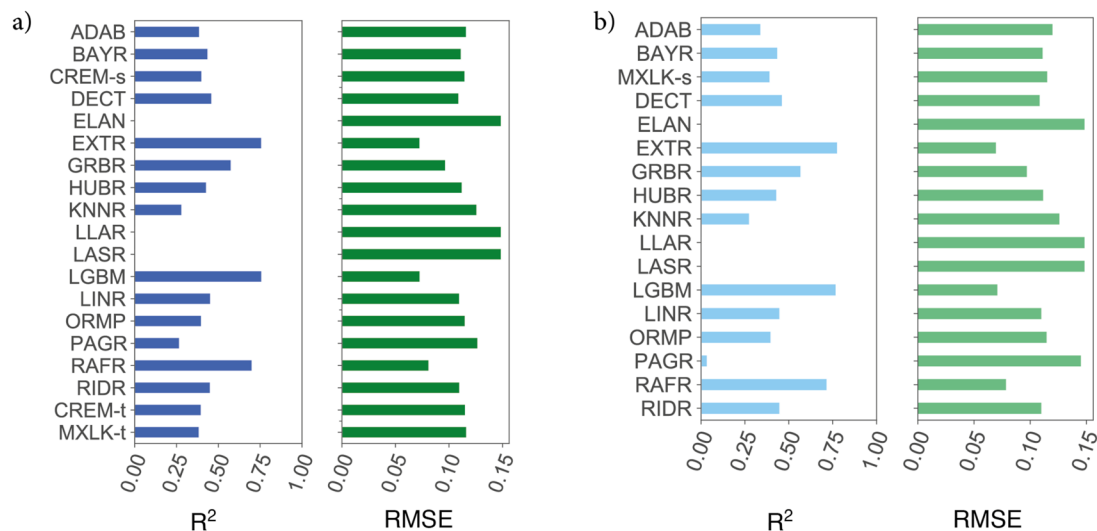 a)
ADAB
BAYR
CREM-s
DECT
ELAN
EXTR
GRBR
HUBR
KNNR
LLAR
LASR
LGBM
LINR
ORMP
PAGR
RAFR
RIDR
CREM-t
MXLK-t
0.00 0.25 0.50 0.75 1.00
R²
0.00 0.05 0.10 0.15
RMSE
b)
ADAB
BAYR
MXLK-s
DECT
ELAN
EXTR
GRBR
HUBR
KNNR
LLAR
LASR
LGBM
LINR
ORMP
PAGR
RAFR
RIDR
0.00 0.25 0.50 0.75 1.00
R²
0.00 0.05 0.10 0.15
RMSE